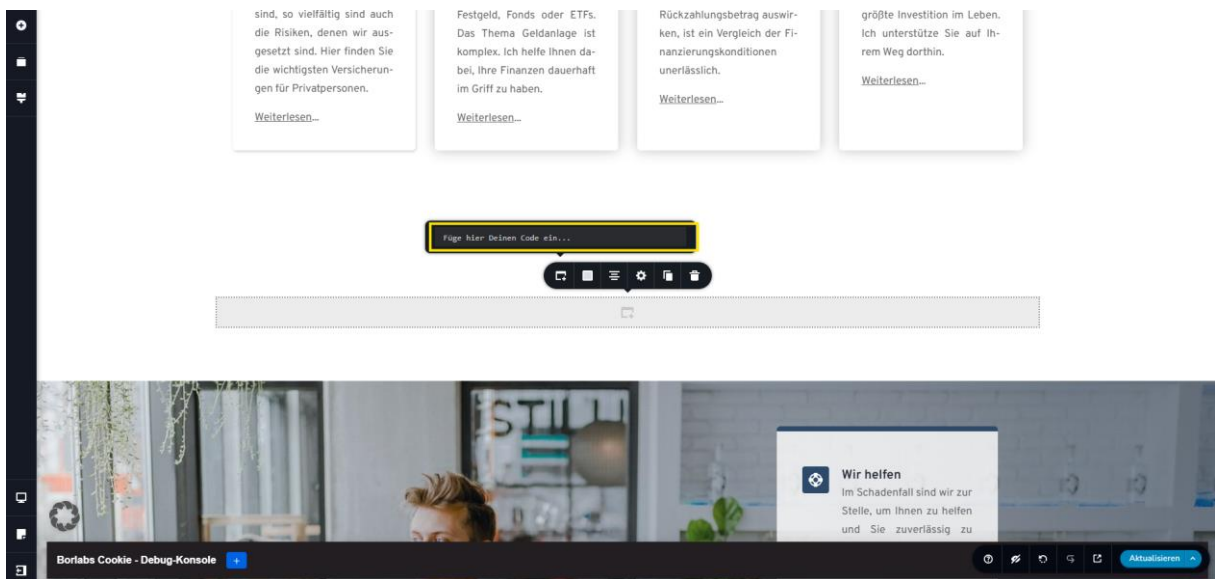 sind, so vielfältig sind auch
die Risiken, denen wir aus-
gesetzt sind. Hier finden Sie
die wichtigsten Versicherun-
gen für Privatpersonen.
Weiterlesen...
Festgeld, Fonds oder ETFs.
Das Thema Geldanlage ist
komplex. Ich helfe Ihnen da-
bei, Ihre Finanzen dauerhaft
im Griff zu haben.
Weiterlesen...
Rückzahlungsbetrag auswir-
ken, ist ein Vergleich der Fi-
nanzierungskonditionen
unerlässlich.
Weiterlesen...
größte Investition im Leben.
Ich unterstütze Sie auf Ih-
rem Weg dorthin.
Weiterlesen...
Füge hier Deinen Code ein...
STILL
Wir helfen
Im Schadenfall sind wir zur
Stelle, um Ihnen zu helfen
und Sie zuverlässig zu
Borlabs Cookie - Debug-Konsole +
Aktualisieren